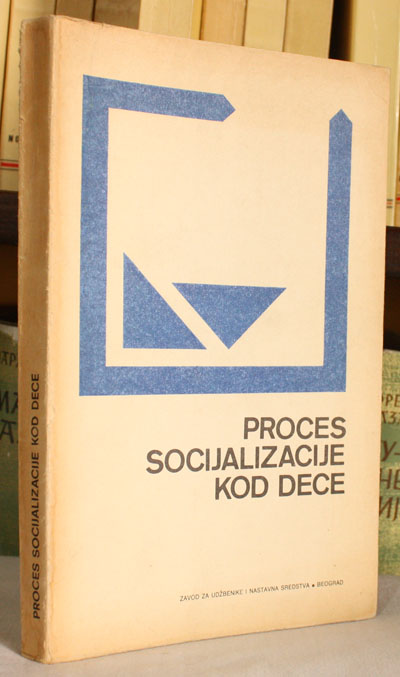 PROCES
SOCIJALIZACIJE
KOD DECE
ZAVOD ZA UDŽBENIKE I NASTAVNA SREDSTVA • BEOGRAD
PROCES SOCIJALIZACIJE KOD DECE